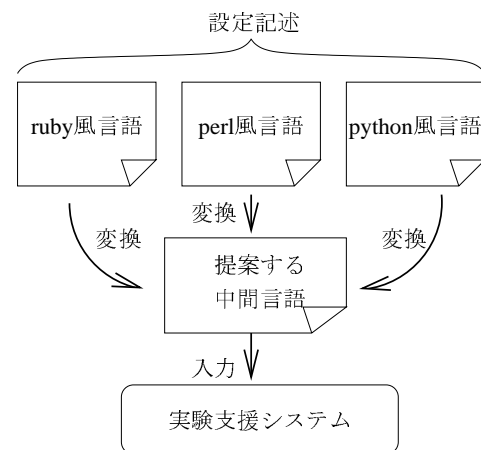 設定記述
ruby風言語
perl風言語
python風言語
変換
変換
変換
提案する
中間言語
入力
実験支援システム